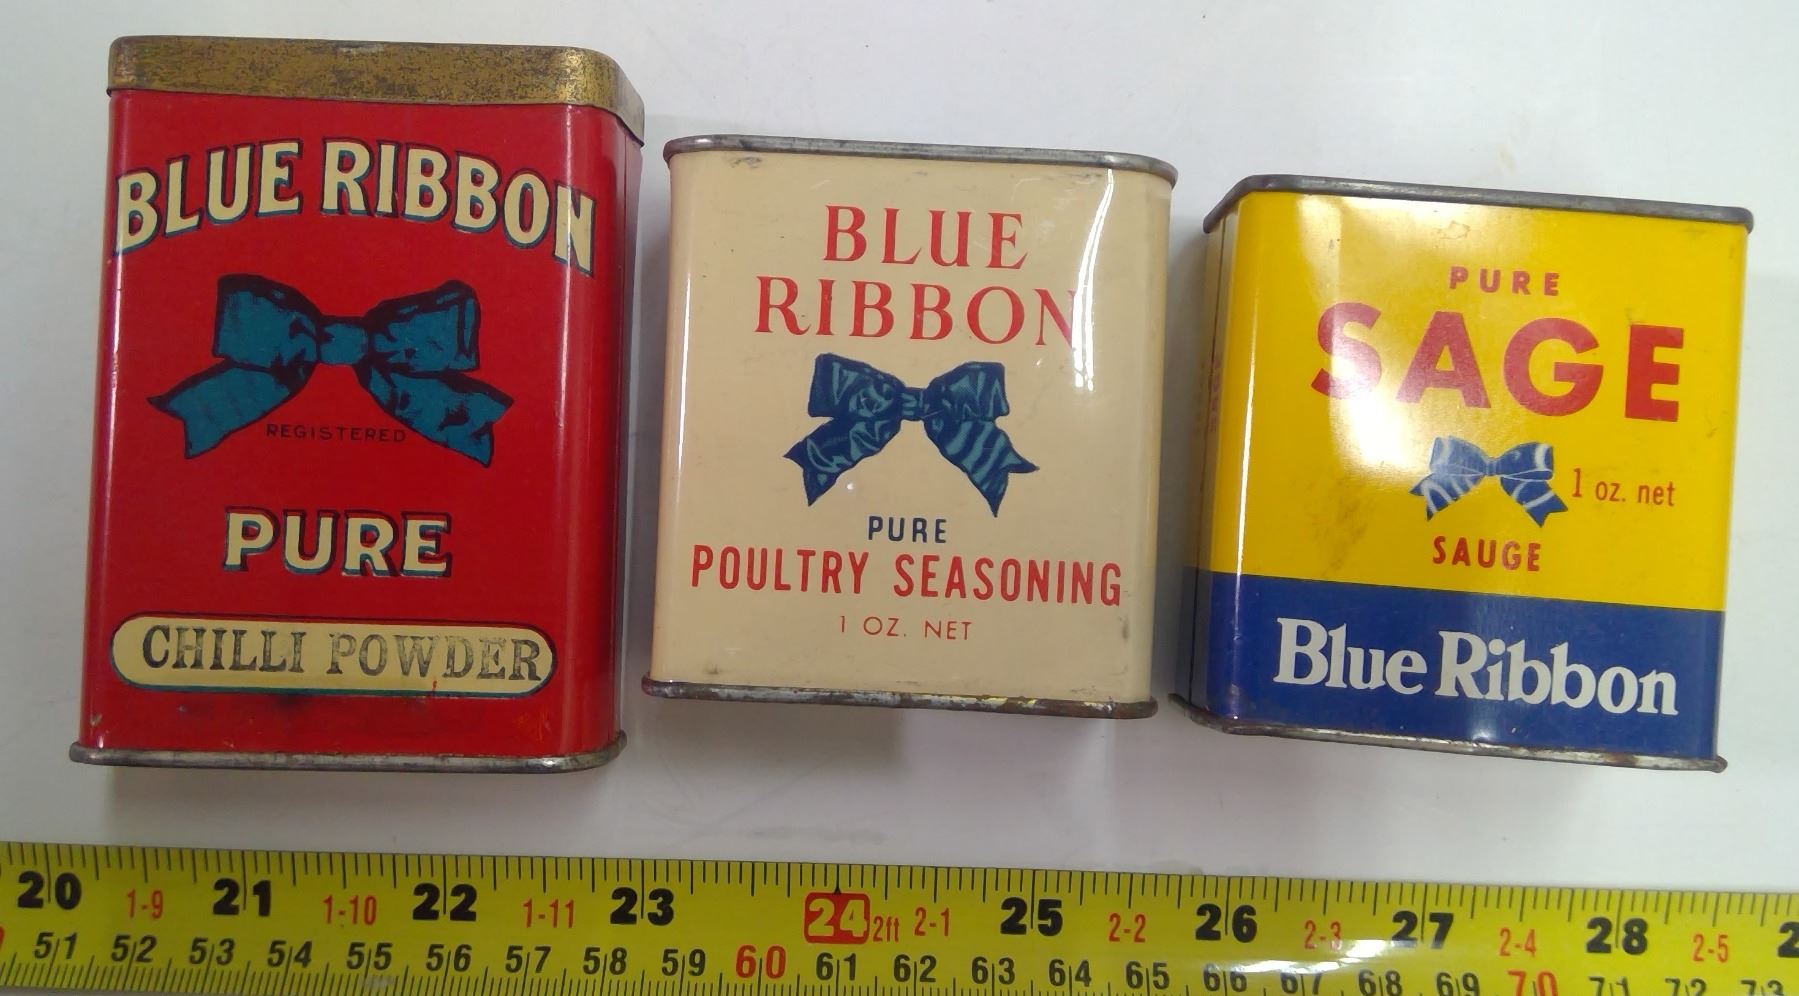 BLUE RIBBON
REGISTERED
PURE
CHILLI POWDER
BLUE
RIBBON
PURE
POULTRY SEASONING
1 OZ. NET
PURE
SAGE
1 oz. net
SAUGE
Blue Ribbon
20 1-9 21 1-10 22 1-11 23 24 2ft 2-1 25 2-2 26 2-3 27 2-4 28 2-5
51 52 53 54 55 56 57 58 59 60 61 62 63 64 65 66 67 68 69 70 71 72 73